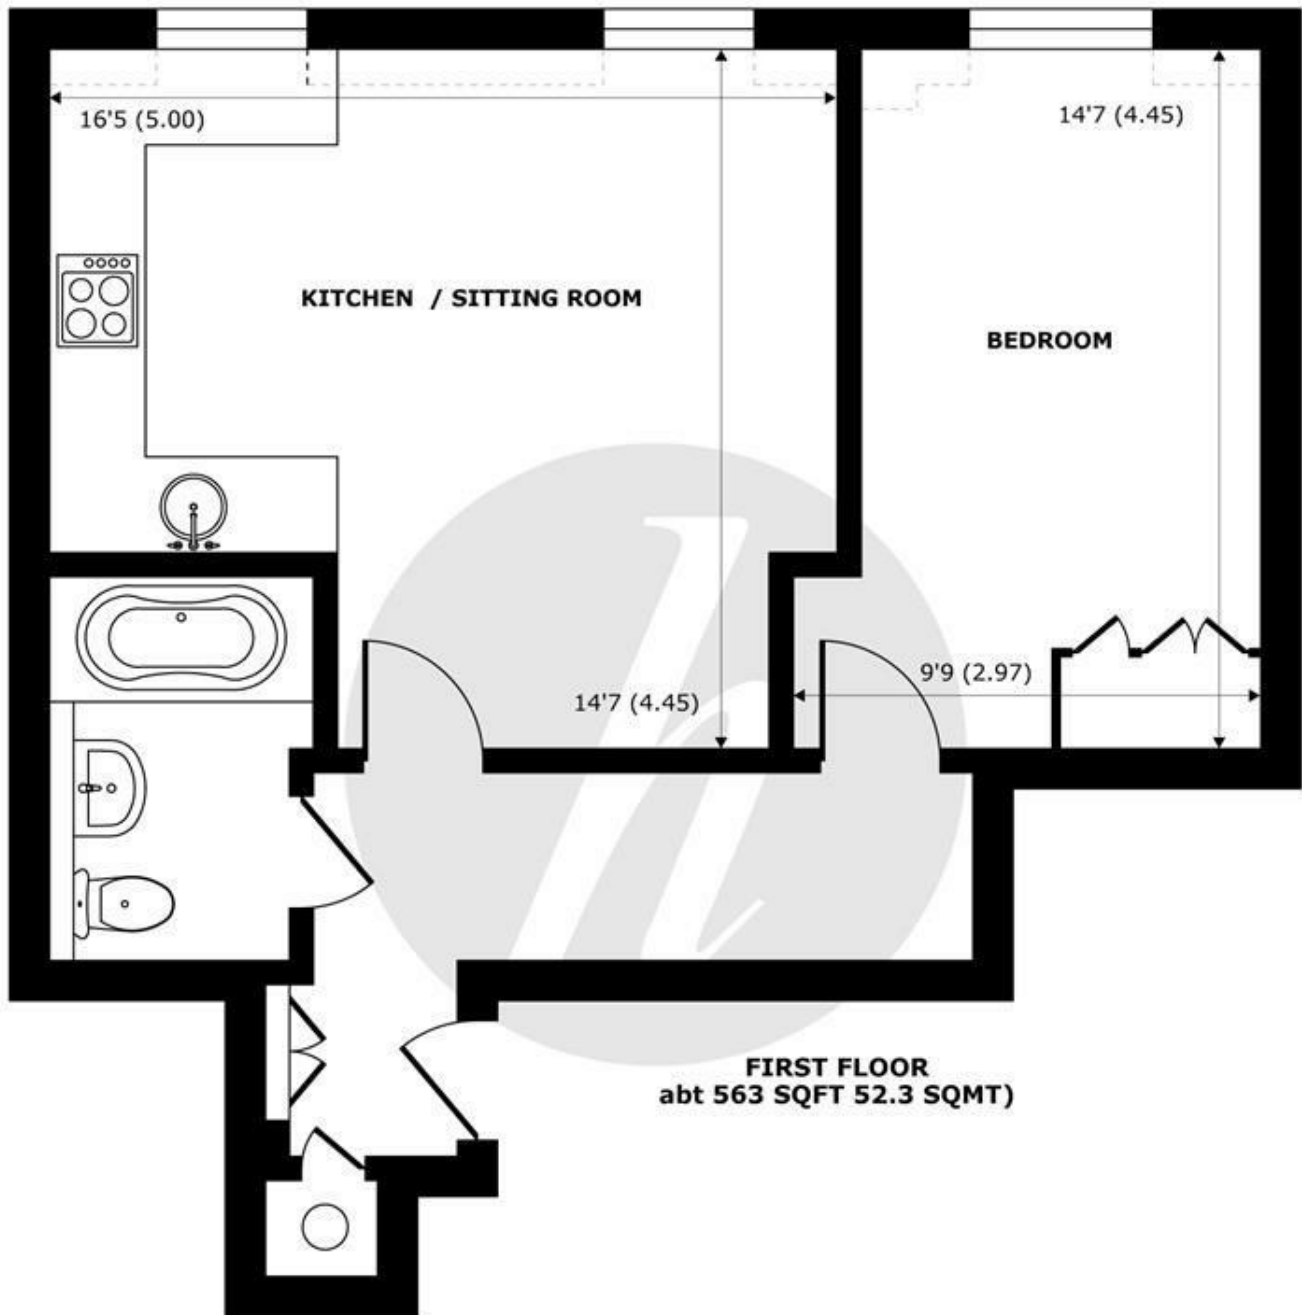 16'5 (5.00)
14'7 (4.45)
KITCHEN / SITTING ROOM
BEDROOM
9'9 (2.97)
14'7 (4.45)
h
FIRST FLOOR
abt 563 SQFT 52.3 SQMT)